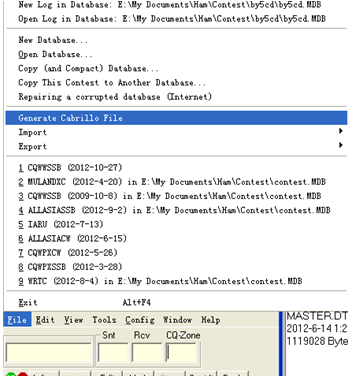 New Log in Database: E:\My Documents\Ham\Contest\by5cd\by5cd.MDB
Open Log in Database: E:\My Documents\Ham\Contest\by5cd\by5cd.MDB
New Database...
Open Database...
Copy (and Compact) Database...
Copy This Contest to Another Database...
Repairing a corrupted database (Internet)
Generate Cabrillo File
Import
Export
1 CQWWSSB (2012-10-27)
2 MULANDXC (2012-4-20) in E:\My Documents\Ham\Contest\contest.MDB
3 CQWWSSB (2009-10-8) in E:\My Documents\Ham\Contest\contest.MDB
4 ALLASIASSB (2012-9-2) in E:\My Documents\Ham\Contest\contest.MDB
5 IARU (2012-7-13)
6 ALLASIACW (2012-6-15)
7 CQWPXCW (2012-5-26)
8 CQWPXSSB (2012-3-28)
9 WRTC (2012-8-4) in E:\My Documents\Ham\Contest\contest.MDB
Exit Alt+F4
File Edit View Tools Config Window Help
Snt Rcv CQ-Zone
MASTER.DT
2012-6-14 1:2
1119028 Byte